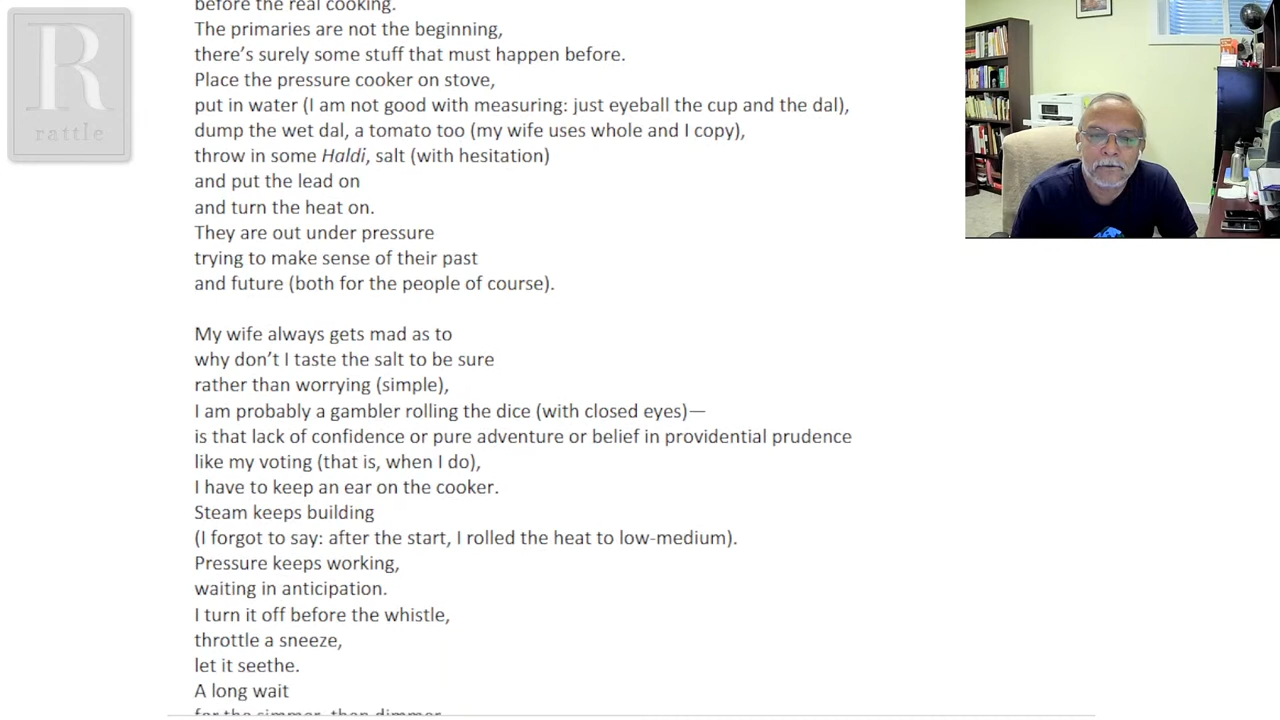 R
rattle
before the real cooking.
The primaries are not the beginning,
there's surely some stuff that must happen before.
Place the pressure cooker on stove,
put in water (I am not good with measuring: just eyeball the cup and the dal),
dump the wet dal, a tomato too (my wife uses whole and I copy),
throw in some Haldi, salt (with hesitation)
and put the lead on
and turn the heat on.
They are out under pressure
trying to make sense of their past
and future (both for the people of course).
My wife always gets mad as to
why don't I taste the salt to be sure
rather than worrying (simple),
I am probably a gambler rolling the dice (with closed eyes)—
is that lack of confidence or pure adventure or belief in providential prudence
like my voting (that is, when I do),
I have to keep an ear on the cooker.
Steam keeps building
(I forgot to say: after the start, I rolled the heat to low-medium).
Pressure keeps working,
waiting in anticipation.
I turn it off before the whistle,
throttle a sneeze,
let it seethe.
A long wait
for the simmer, than dimmer